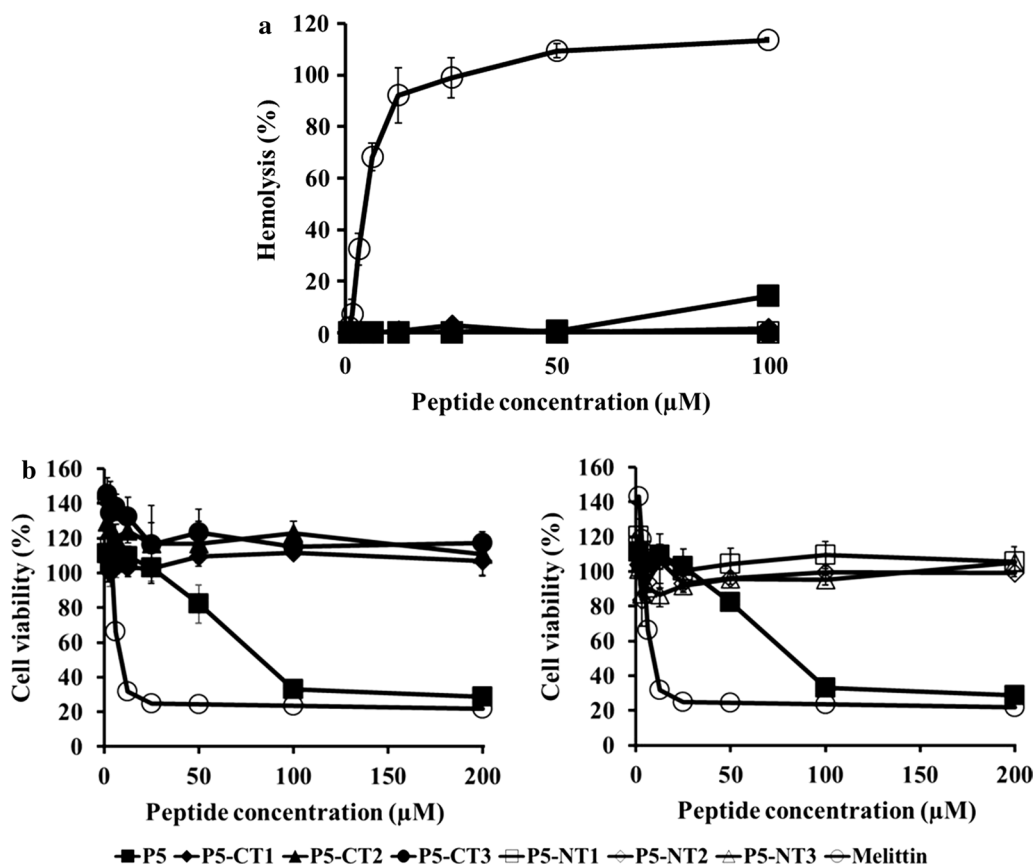 a
120
100
80
60
40
20
0
Hemolysis (%)
0 50 100
Peptide concentration (µM)
b
160
140
120
100
80
60
40
20
0
Cell viability (%)
0 50 100 150 200
Peptide concentration (µM)
160
140
120
100
80
60
40
20
0
Cell viability (%)
0 50 100 150 200
Peptide concentration (µM)
P5 P5-CT1 P5-CT2 P5-CT3 P5-NT1 P5-NT2 P5-NT3 Melittin